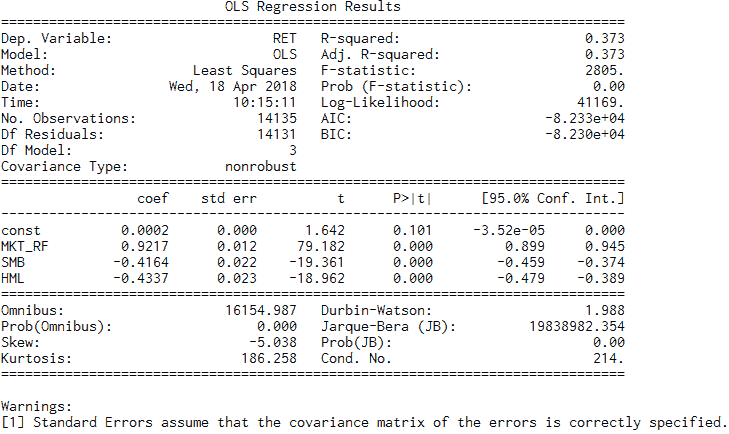 OLS Regression Results
==============================================================================
Dep. Variable:                    RET   R-squared:                       0.373
Model:                            OLS   Adj. R-squared:                  0.373
Method:                 Least Squares   F-statistic:                     2805.
Date:                Wed, 18 Apr 2018   Prob (F-statistic):               0.00
Time:                        10:15:11   Log-Likelihood:                 41169.
No. Observations:               14135   AIC:                        -8.233e+04
Df Residuals:                   14131   BIC:                        -8.230e+04
Df Model:                           3
Covariance Type:            nonrobust
==============================================================================
                 coef    std err          t      P>|t|      [95.0% Conf. Int.]
------------------------------------------------------------------------------
const          0.0002      0.000      1.642      0.101     -3.52e-05     0.000
MKT_RF         0.9217      0.012     79.182      0.000         0.899     0.945
SMB           -0.4164      0.022    -19.361      0.000        -0.459    -0.374
HML           -0.4337      0.023    -18.962      0.000        -0.479    -0.389
==============================================================================
Omnibus:                    16154.987   Durbin-Watson:                   1.988
Prob(Omnibus):                  0.000   Jarque-Bera (JB):         19838982.354
Skew:                          -5.038   Prob(JB):                         0.00
Kurtosis:                     186.258   Cond. No.                         214.
==============================================================================

Warnings:
[1] Standard Errors assume that the covariance matrix of the errors is correctly specified.